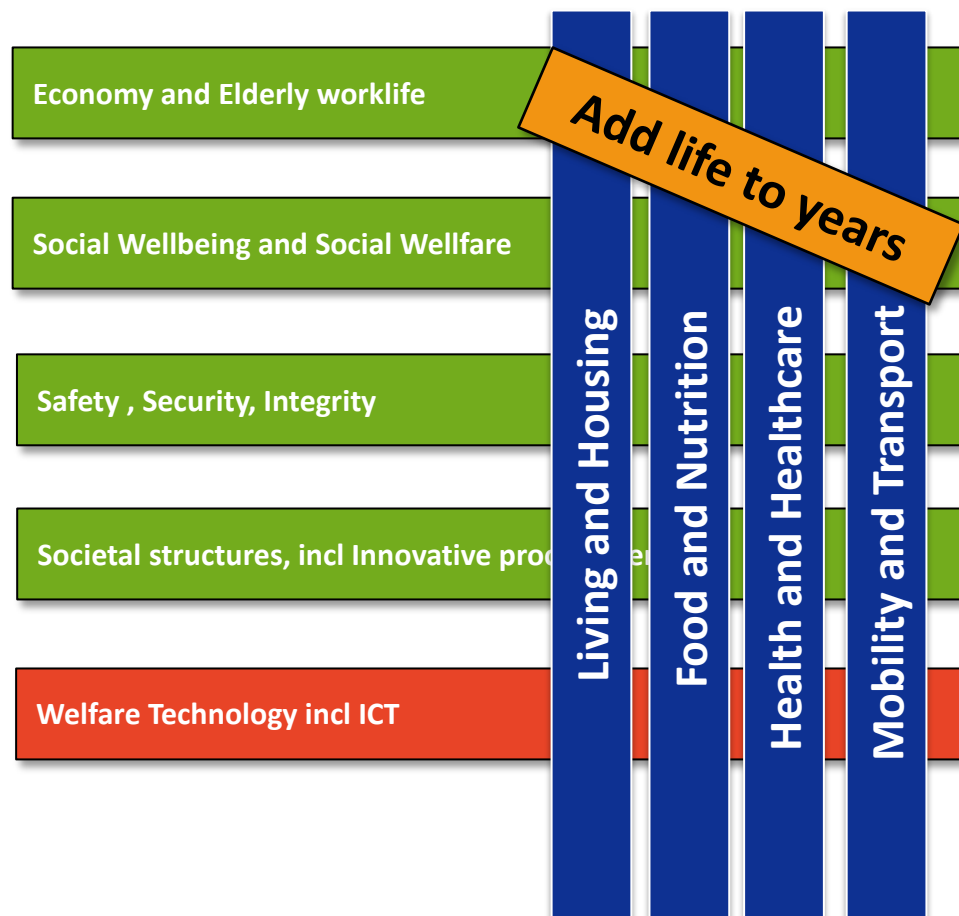 Economy and Elderly worklife
Add life to years
Social Wellbeing and Social Wellfare
Safety , Security, Integrity
Societal structures, incl Innovative
Welfare Technology incl ICT
Living and Housing
Food and Nutrition
Health and Healthcare
Mobility and Transport